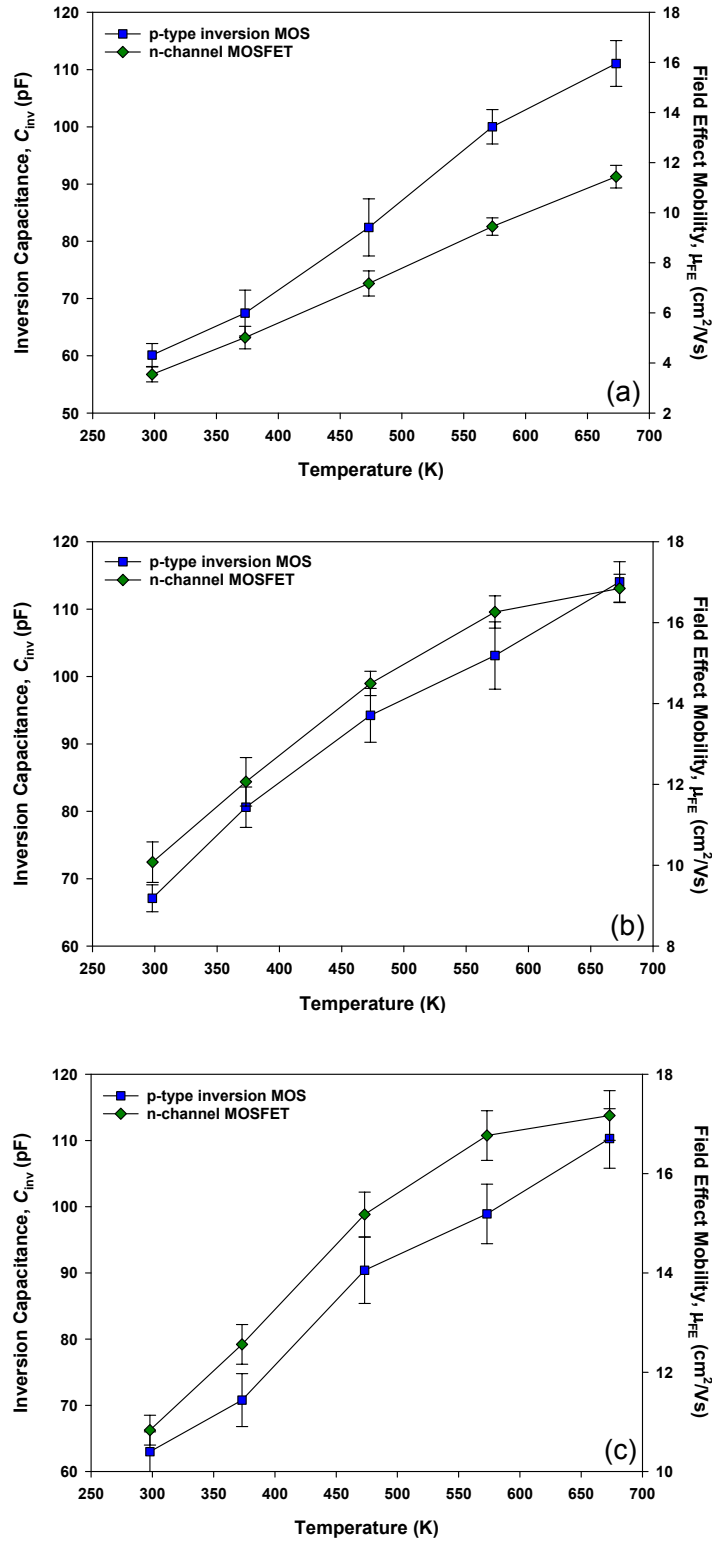 120
110
100
90
80
70
60
50
Inversion Capacitance, Cinv (pF)
p-type inversion MOS
n-channel MOSFET
18
16
14
12
10
8
6
4
2
Field Effect Mobility, μFE (cm²/Vs)
(a)
250 300 350 400 450 500 550 600 650 700
Temperature (K)
120
110
100
90
80
70
60
Inversion Capacitance, Cinv (pF)
p-type inversion MOS
n-channel MOSFET
18
16
14
12
10
8
Field Effect Mobility, μFE (cm²/Vs)
(b)
250 300 350 400 450 500 550 600 650 700
Temperature (K)
120
110
100
90
80
70
60
Inversion Capacitance, Cinv (pF)
p-type inversion MOS
n-channel MOSFET
18
16
14
12
10
Field Effect Mobility, μFE (cm²/Vs)
(c)
250 300 350 400 450 500 550 600 650 700
Temperature (K)